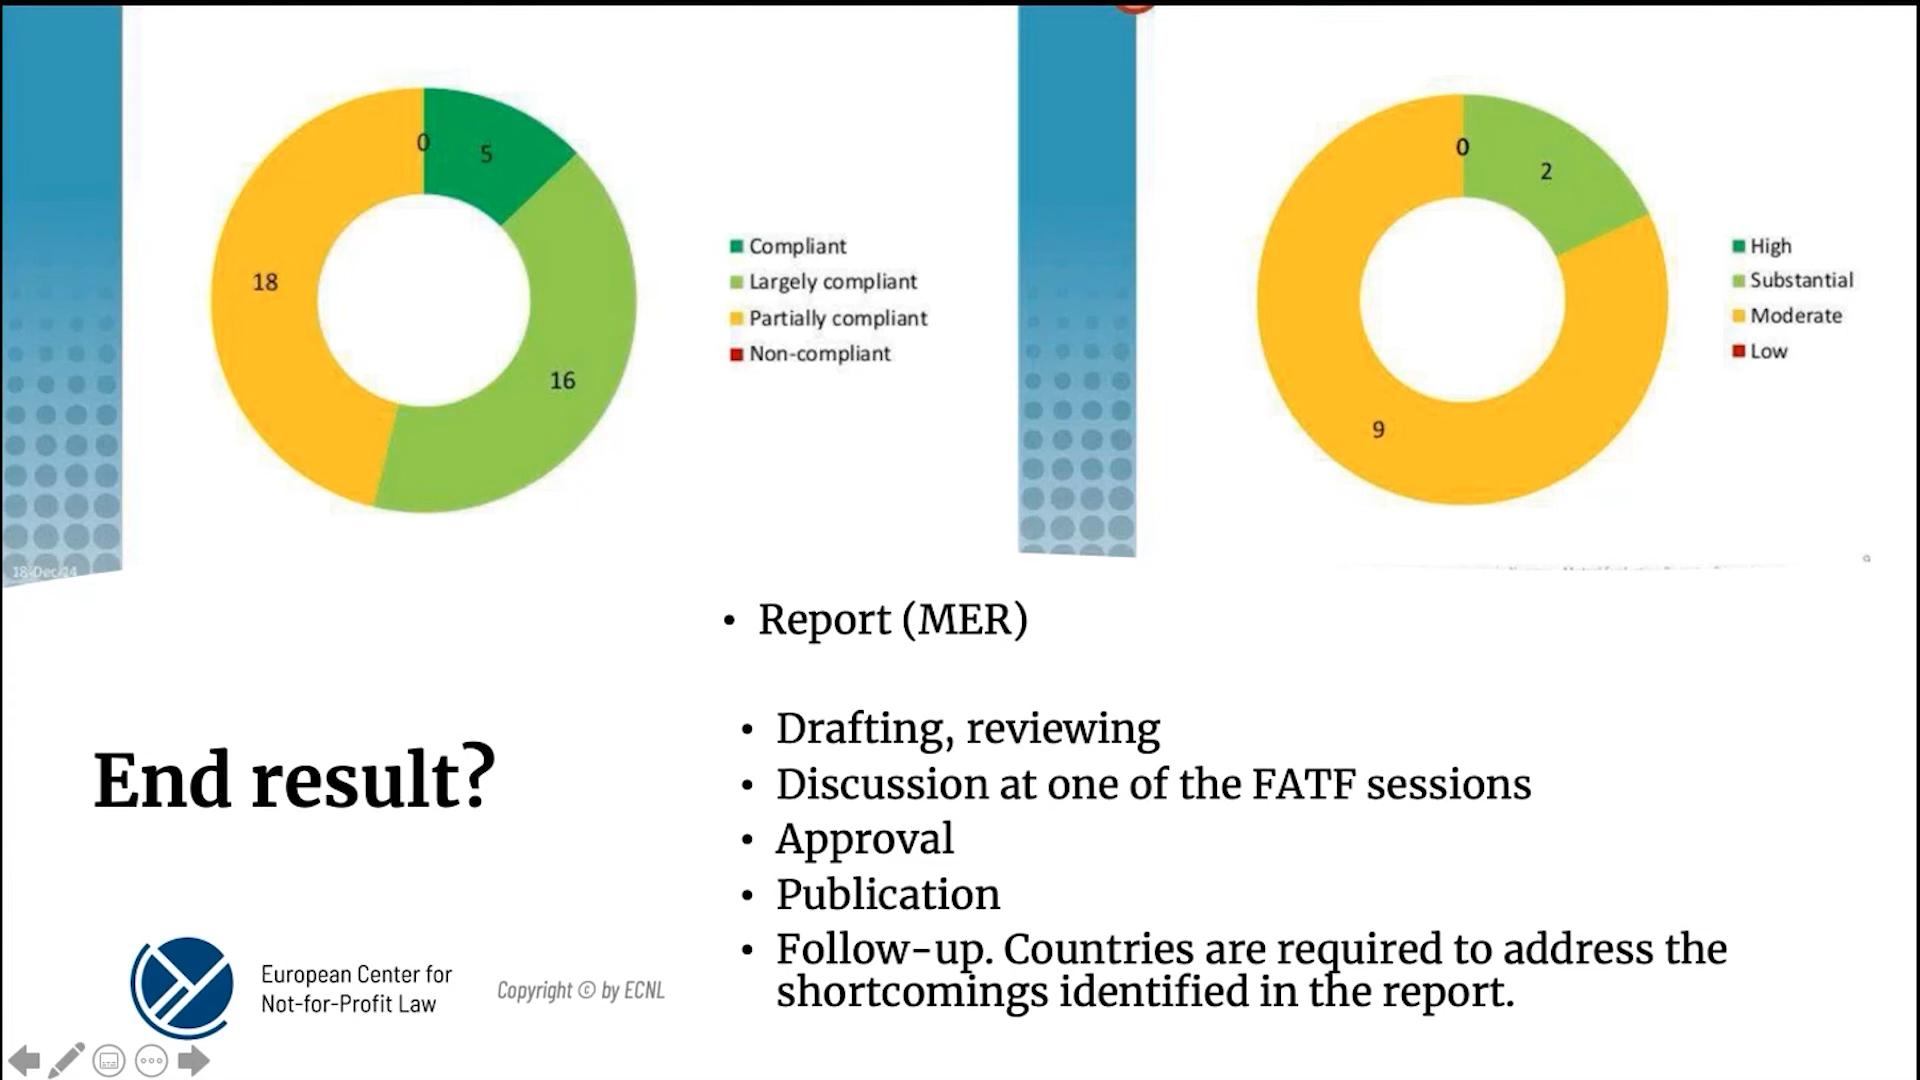 0
5
18
16
Compliant
Largely compliant
Partially compliant
Non-compliant
18-Dec-14
0
2
9
High
Substantial
Moderate
Low
9
End result?
• Report (MER)
• Drafting, reviewing
• Discussion at one of the FATF sessions
• Approval
• Publication
• Follow-up. Countries are required to address the
shortcomings identified in the report.
European Center for
Not-for-Profit Law
Copyright © by ECNL